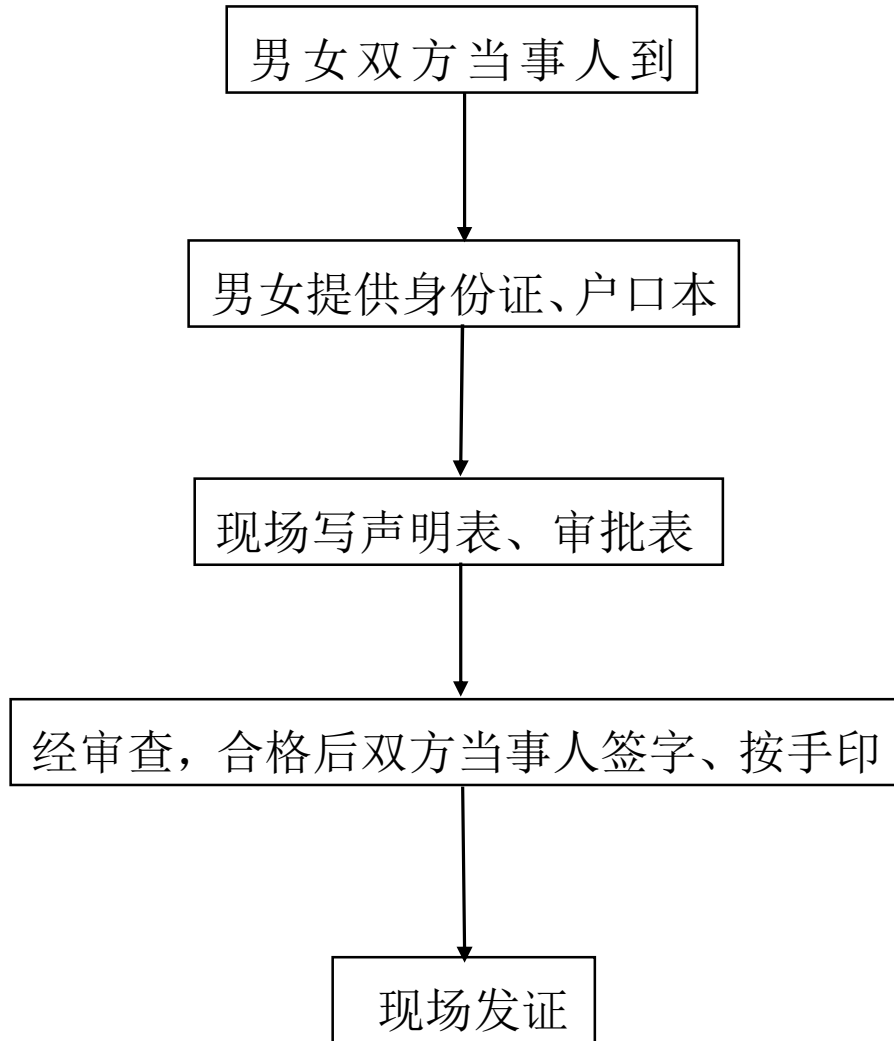 男女双方当事人到
男女提供身份证、户口本
现场写声明表、审批表
经审查，合格后双方当事人签字、按手印
现场发证